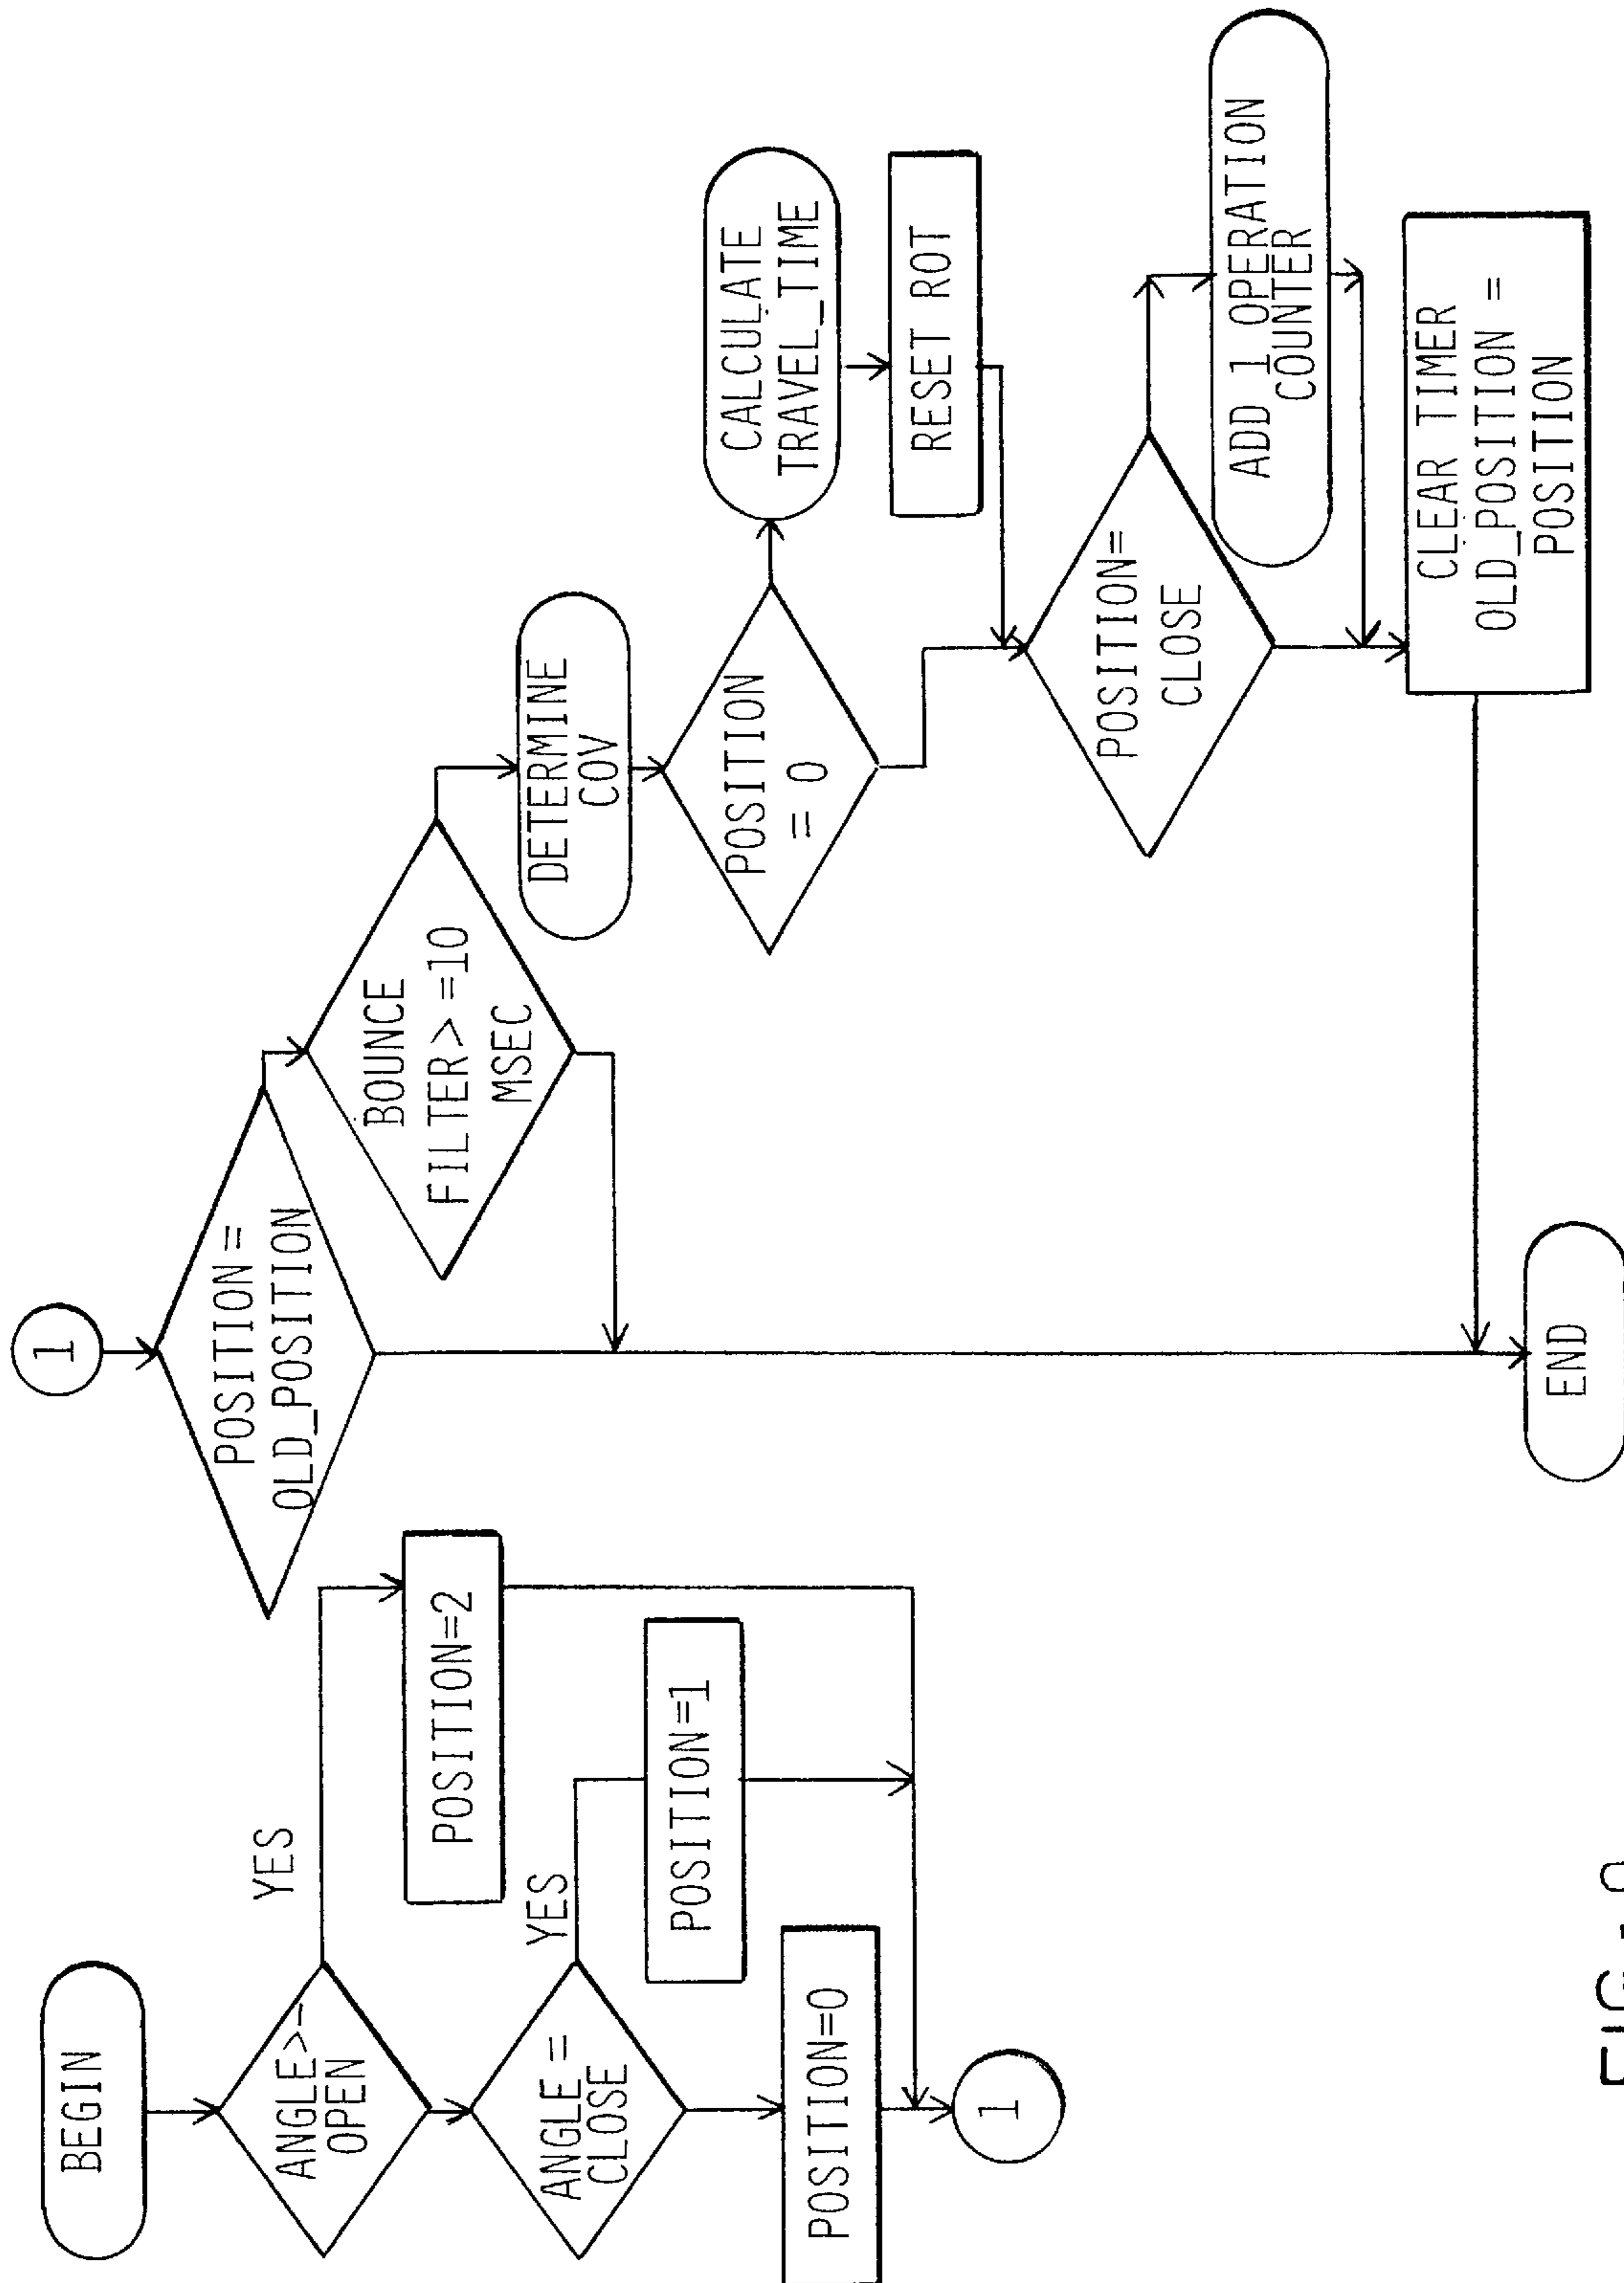 BEGIN
ANGLE>-
OPEN
YES
POSITION=2
ANGLE=
CLOSE
YES
POSITION=1
POSITION=0
1
1
POSITION=
OLD_POSITION
BOUNCE
FILTER>=10
MSEC
DETERMINE
COV
POSITION
= 0
CALCULATE
TRAVEL_TIME
RESET ROT
POSITION=
CLOSE
ADD 1 OPERATION
COUNTER
CLEAR TIMER
OLD_POSITION =
POSITION
END